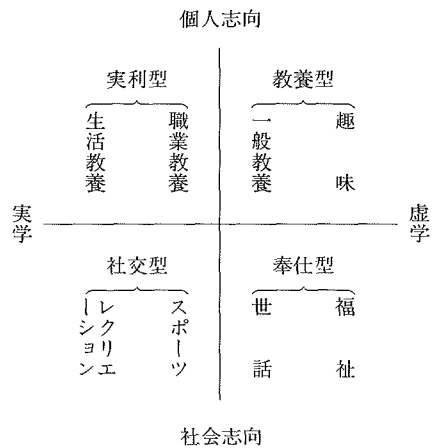 個人志向
実利型
職業教養
生活教養
教養型
趣味
一般教養
実学
虚学
社交型
スポーツ
レクリエ
ーション
奉仕型
福祉
世話
社会志向